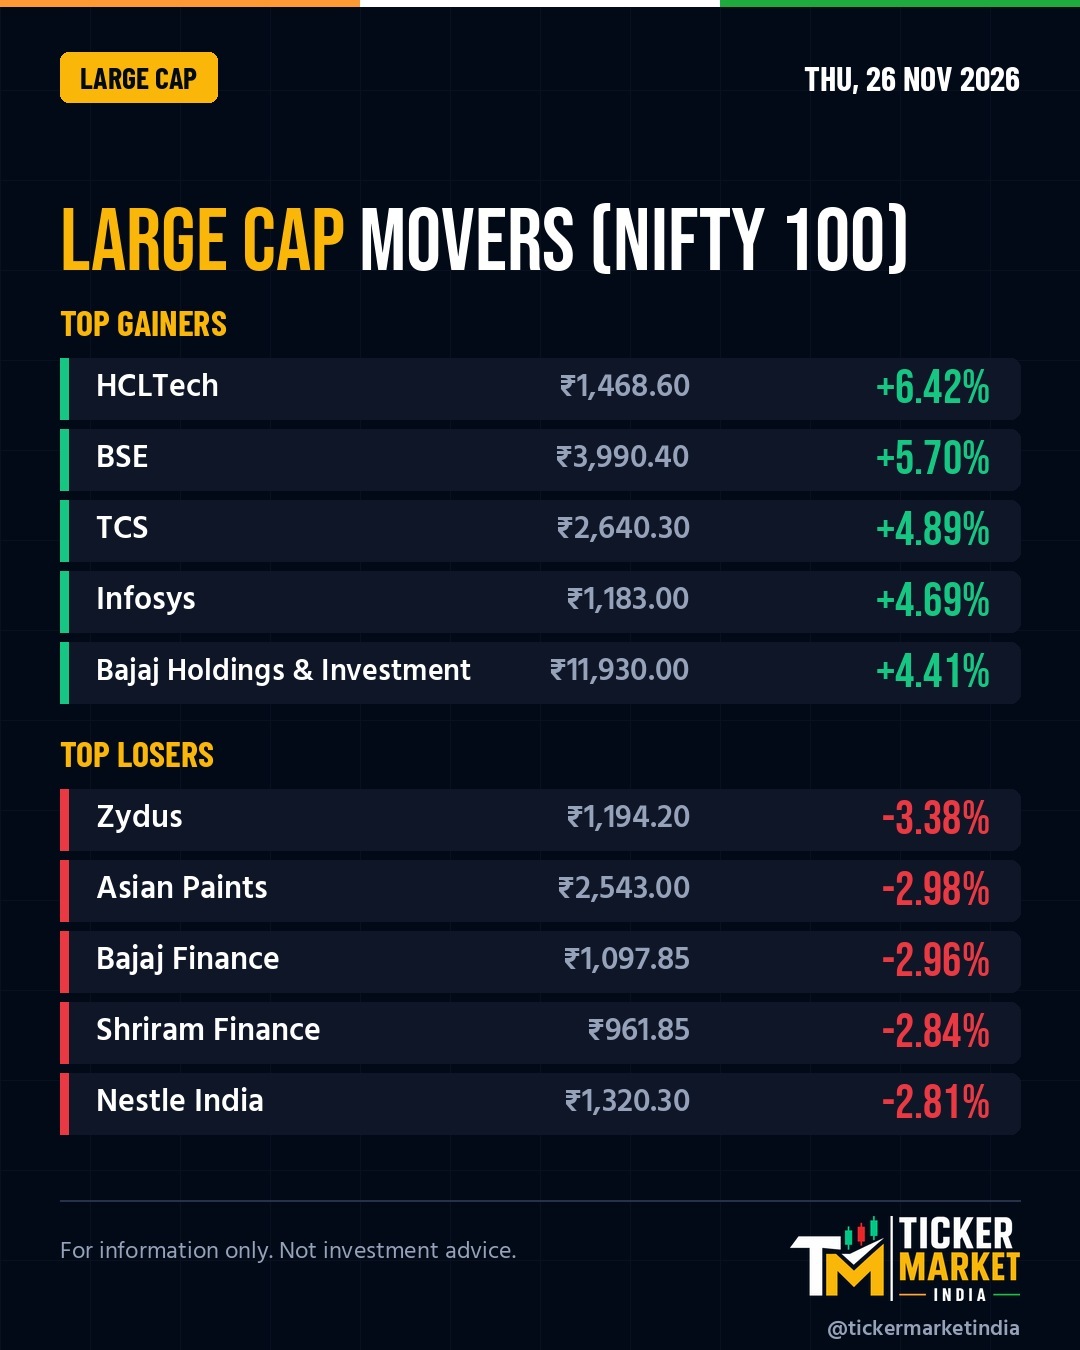 LARGE CAP
THU, 26 NOV 2026
LARGE CAP MOVERS (NIFTY 100)
TOP GAINERS
HCLTech ₹1,468.60 +6.42%
BSE ₹3,990.40 +5.70%
TCS ₹2,640.30 +4.89%
Infosys ₹1,183.00 +4.69%
Bajaj Holdings & Investment ₹11,930.00 +4.41%
TOP LOSERS
Zydus ₹1,194.20 -3.38%
Asian Paints ₹2,543.00 -2.98%
Bajaj Finance ₹1,097.85 -2.96%
Shriram Finance ₹961.85 -2.84%
Nestle India ₹1,320.30 -2.81%
For information only. Not investment advice.
TM
TICKER
MARKET
INDIA
@tickermarketindia